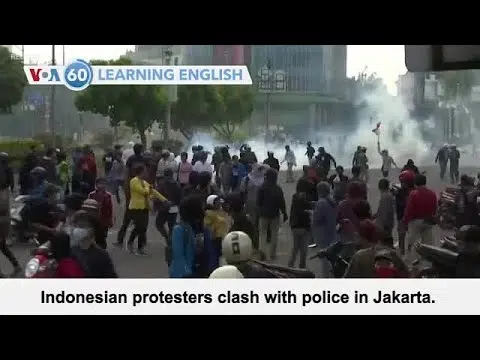 VOA 60 LEARNING ENGLISH
Indonesian protesters clash with police in Jakarta.